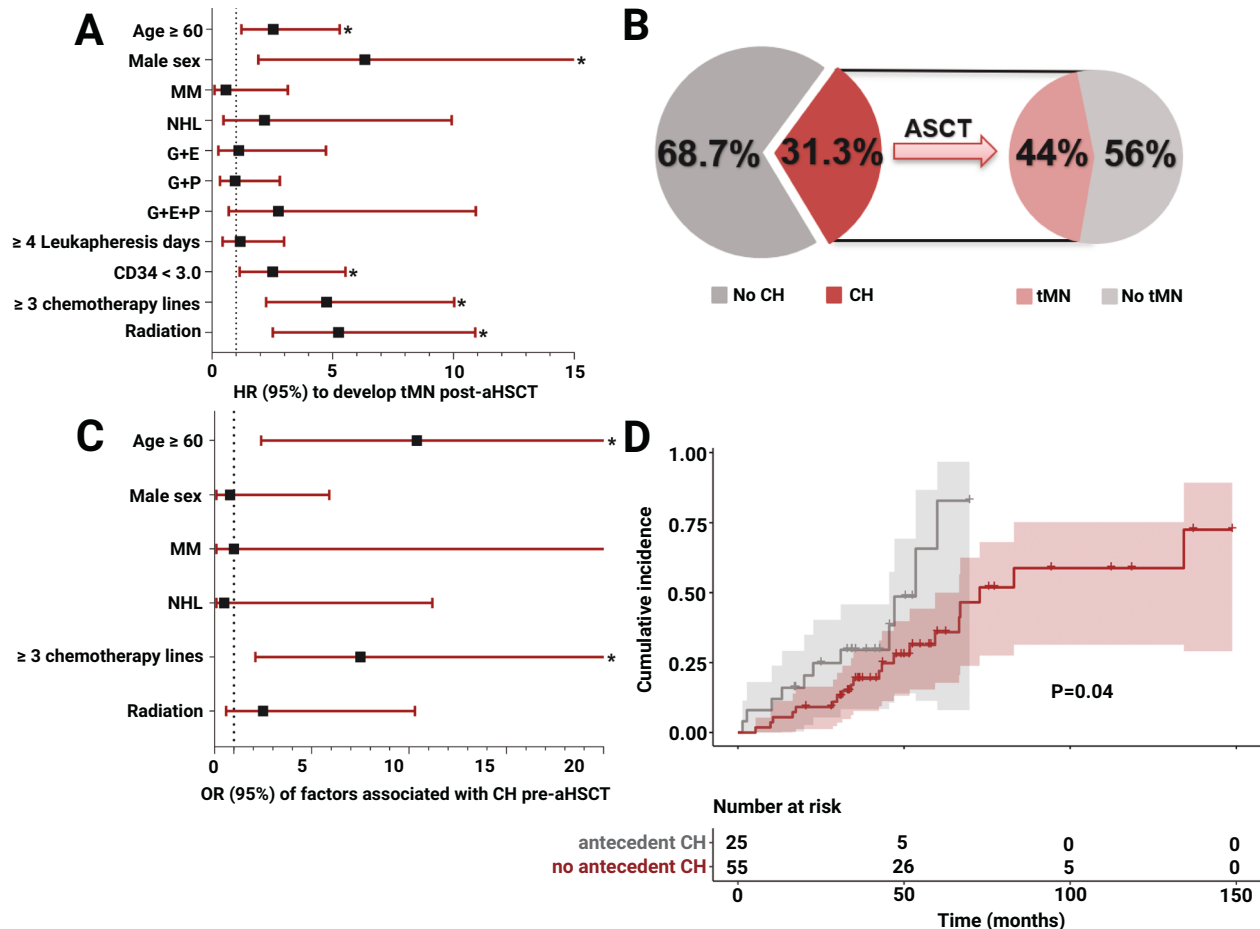 A
Age ≥ 60
*
Male sex
*
MM
NHL
G+E
G+P
G+E+P
≥ 4 Leukapheresis days
CD34 < 3.0
*
≥ 3 chemotherapy lines
*
Radiation
*
0 5 10 15
HR (95%) to develop tMN post-aHSCT
B
68.7% 31.3% ASCT 44% 56%
No CH CH tMN No tMN
C
Age ≥ 60
*
Male sex
MM
NHL
≥ 3 chemotherapy lines
*
Radiation
0 5 10 15 20
OR (95%) of factors associated with CH pre-aHSCT
D
Cumulative incidence
1.00
0.75
0.50
0.25
0.00
P=0.04
Number at risk
antecedent CH 25 5 0 0
no antecedent CH 55 26 5 0
0 50 100 150
Time (months)